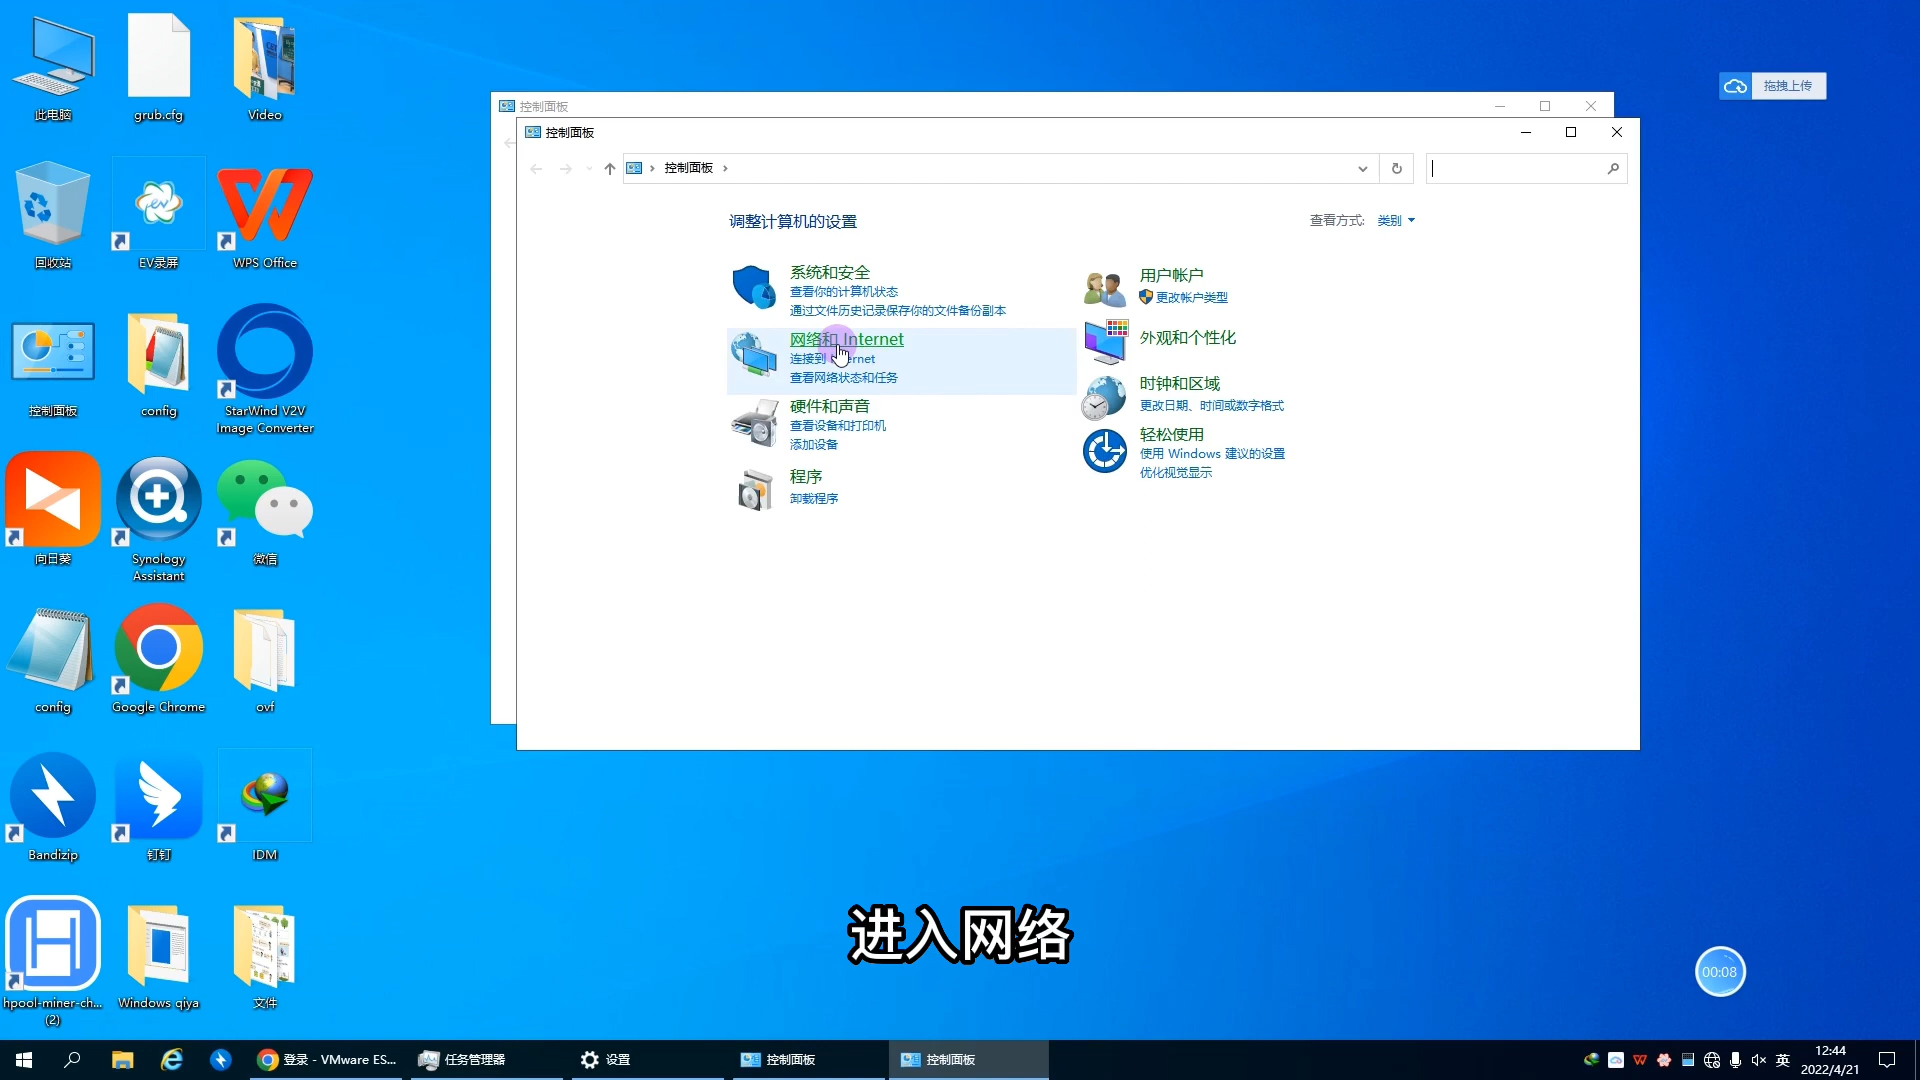 此电脑
grub.cfg
Video
回收站
EV录屏
WPS Office
控制面板
config
StarWind V2V
Image Converter
向日葵
Synology
Assistant
微信
config
Google Chrome
ovf
Bandizip
钉钉
IDM
hpool-miner-ch...
(2)
Windows qiya
文件
拖拽上传
控制面板
控制面板
控制面板
调整计算机的设置
查看方式:
类别
系统和安全
查看你的计算机状态
通过文件历史记录保存你的文件备份副本
网络和 Internet
连接到 Internet
查看网络状态和任务
硬件和声音
查看设备和打印机
添加设备
程序
卸载程序
用户帐户
更改帐户类型
外观和个性化
时钟和区域
更改日期、时间或数字格式
轻松使用
使用 Windows 建议的设置
优化视觉显示
进入网络
00:08
登录 - VMware ES...
任务管理器
设置
控制面板
控制面板
英
12:44
2022/4/21